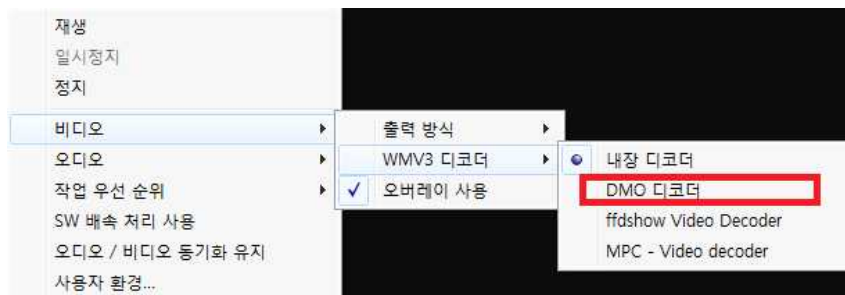 재생
일시정지
정지
비디오
오디오
작업 우선 순위
SW 배속 처리 사용
오디오 / 비디오 동기화 유지
사용자 환경...
출력 방식
WMV3 디코더
오버레이 사용
내장 디코더
DMO 디코더
ffdshow Video Decoder
MPC - Video decoder